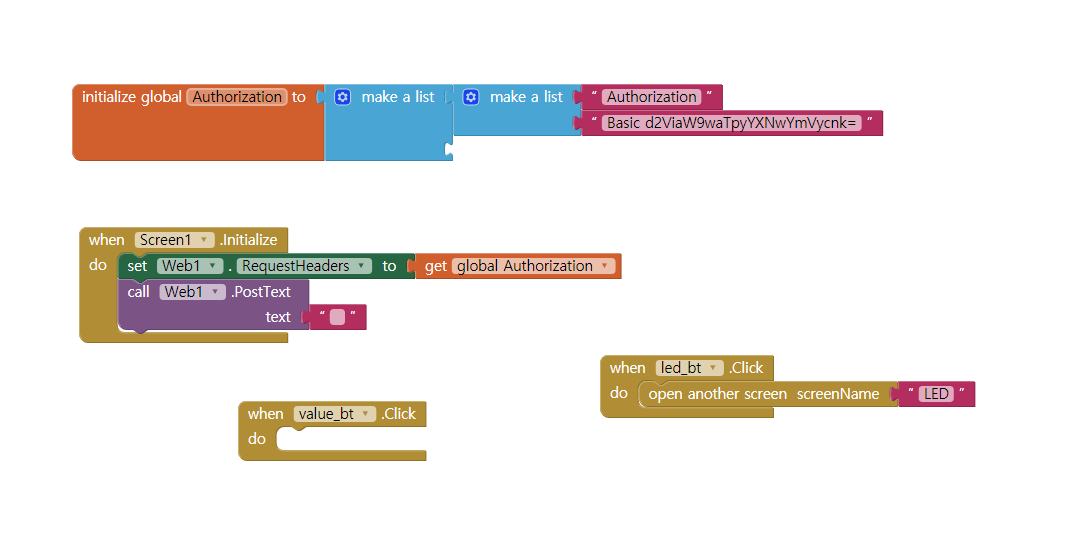 initialize global Authorization to make a list make a list " Authorization "
" Basic d2ViaW9waTpyYXNwYmVycnk= "
when Screen1 .Initialize
do set Web1 . RequestHeaders to get global Authorization
call Web1 .PostText
text " "
when led_bt .Click
do open another screen screenName " LED "
when value_bt .Click
do